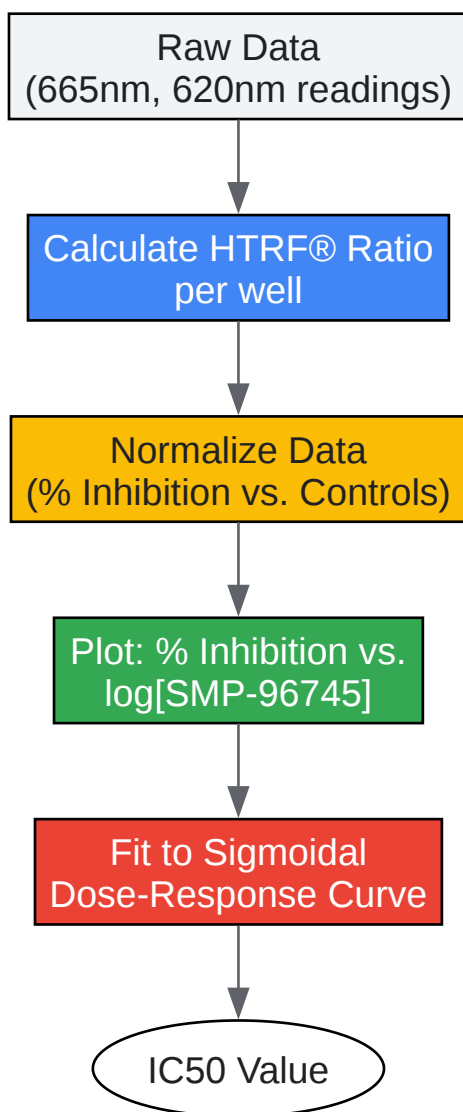 Raw Data
(665nm, 620nm readings)
Calculate HTRF® Ratio
per well
Normalize Data
(% Inhibition vs. Controls)
Plot: % Inhibition vs.
log[SMP-96745]
Fit to Sigmoidal
Dose-Response Curve
IC50 Value